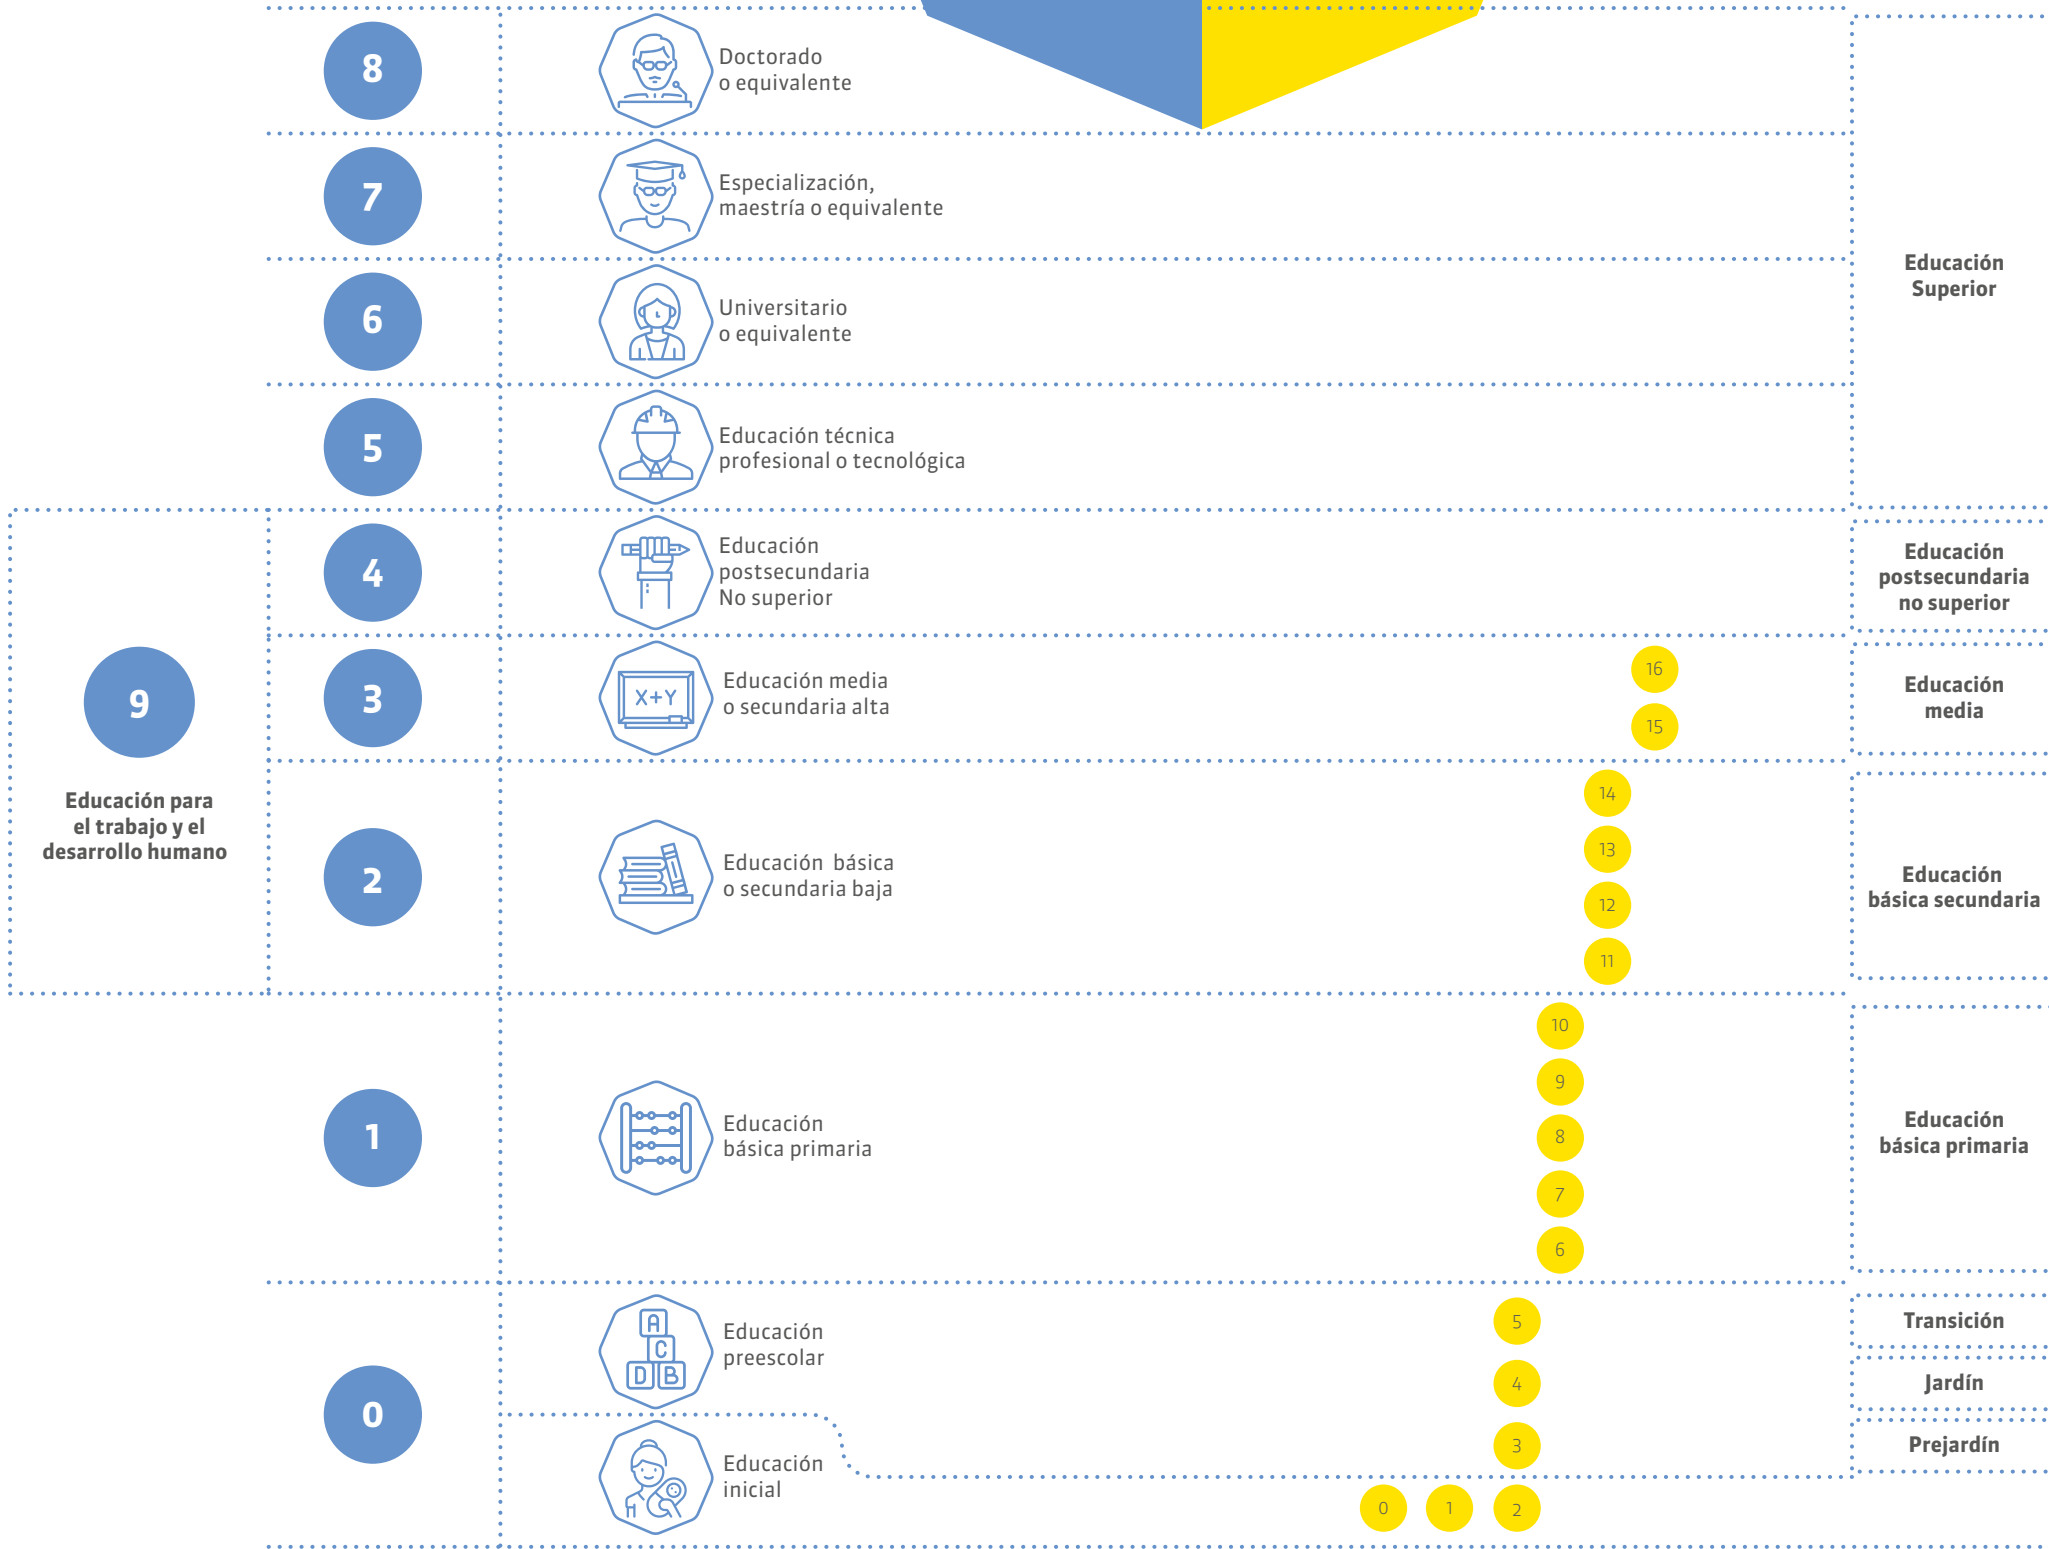 8
Doctorado
o equivalente
7
Especialización,
maestría o equivalente
6
Universitario
o equivalente
Educación
Superior
5
Educación técnica
profesional o tecnológica
4
Educación
postsecundaria
No superior
Educación
postsecundaria
no superior
9
Educación para
el trabajo y el
desarrollo humano
3
X+Y
Educación media
o secundaria alta
16
15
Educación
media
2
Educación básica
o secundaria baja
14
13
12
11
Educación
básica secundaria
1
Educación
básica primaria
10
9
8
7
6
Educación
básica primaria
0
A
C
D B
Educación
preescolar
5
Transición
4
Jardín
3
Prejardín
Educación
inicial
0 1 2